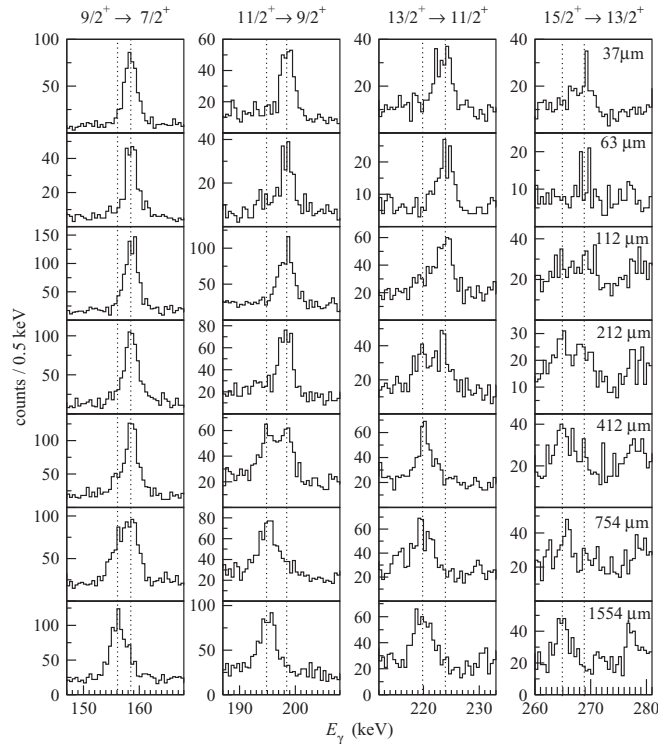 9/2⁺ → 7/2⁺ 11/2⁺ → 9/2⁺ 13/2⁺ → 11/2⁺ 15/2⁺ → 13/2⁺
100 60 40 40 37µm
50 40 20 20
20
40 40 20 20 63 µm
20 20 10 10
150 100 60 40 112 µm
100 50 40 20
50 20
100 80 60 30 212 µm
50 60 40 20
40 20 10
20
100 80 60 40 412 µm
50 60 40 20
40 20
20
100 80 60 60 754 µm
50 60 40 40
40 20 20
20
100 100 60 40 1554 µm
50 50 40 20
20
0 0 0 0
150 160 190 200 220 230 260 270 280
counts / 0.5 keV
Eγ (keV)